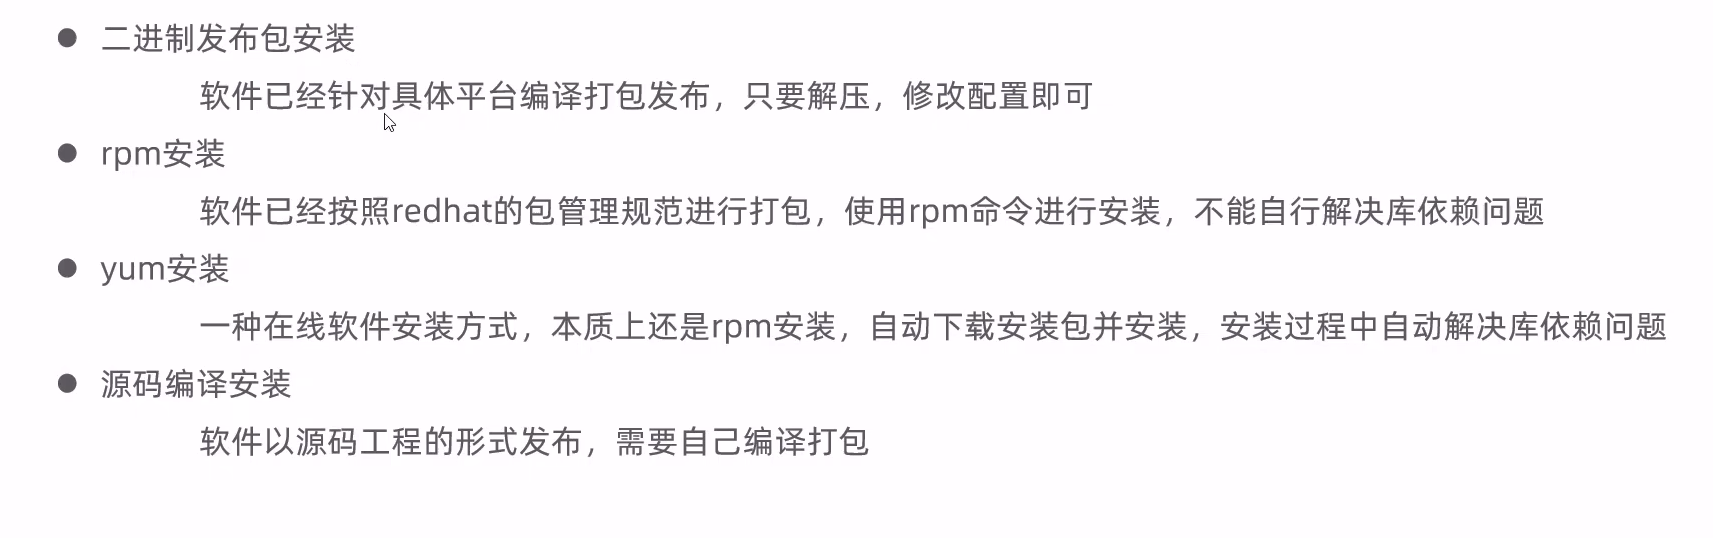 ● 二进制发布包安装
软件已经针对具体平台编译打包发布，只要解压，修改配置即可
● rpm安装
软件已经按照redhat的包管理规范进行打包，使用rpm命令进行安装，不能自行解决库依赖问题
● yum安装
一种在线软件安装方式，本质上还是rpm安装，自动下载安装包并安装，安装过程中自动解决库依赖问题
● 源码编译安装
软件以源码工程的形式发布，需要自己编译打包